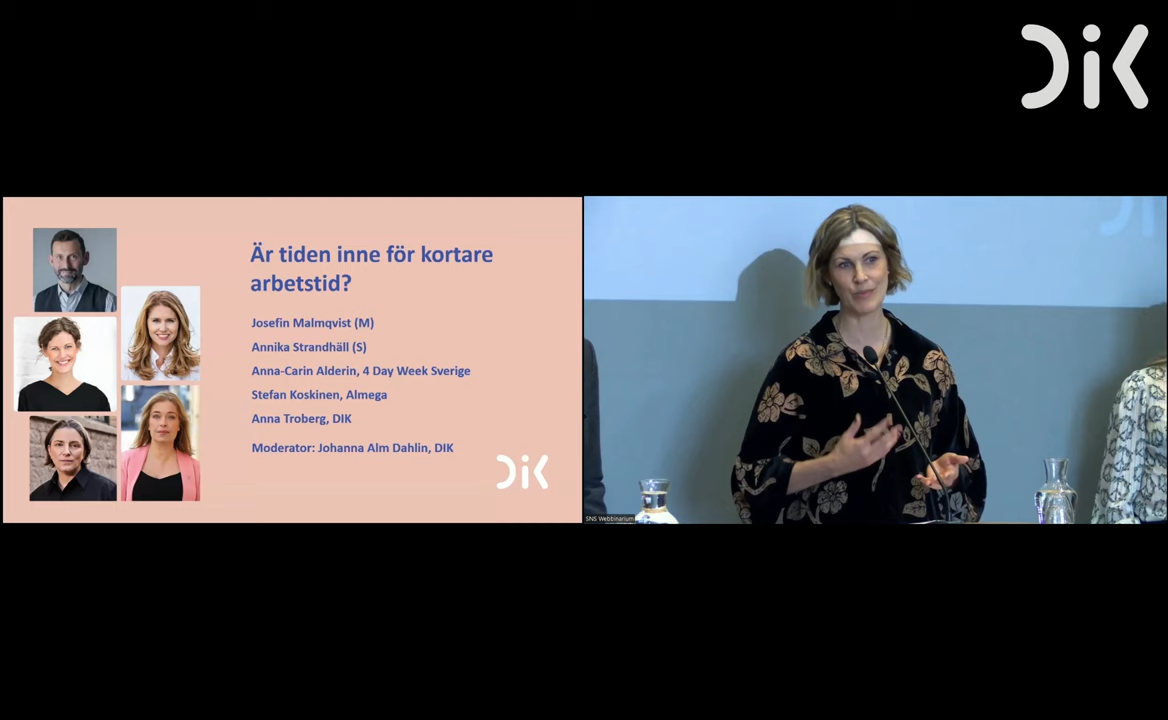 DiK
Är tiden inne för kortare
arbetstid?
Josefin Malmqvist (M)
Annika Strandhäll (S)
Anna-Carin Alderin, 4 Day Week Sverige
Stefan Koskinen, Almega
Anna Troberg, DIK
Moderator: Johanna Alm Dahlin, DIK
DiK
SNS Webbinarium